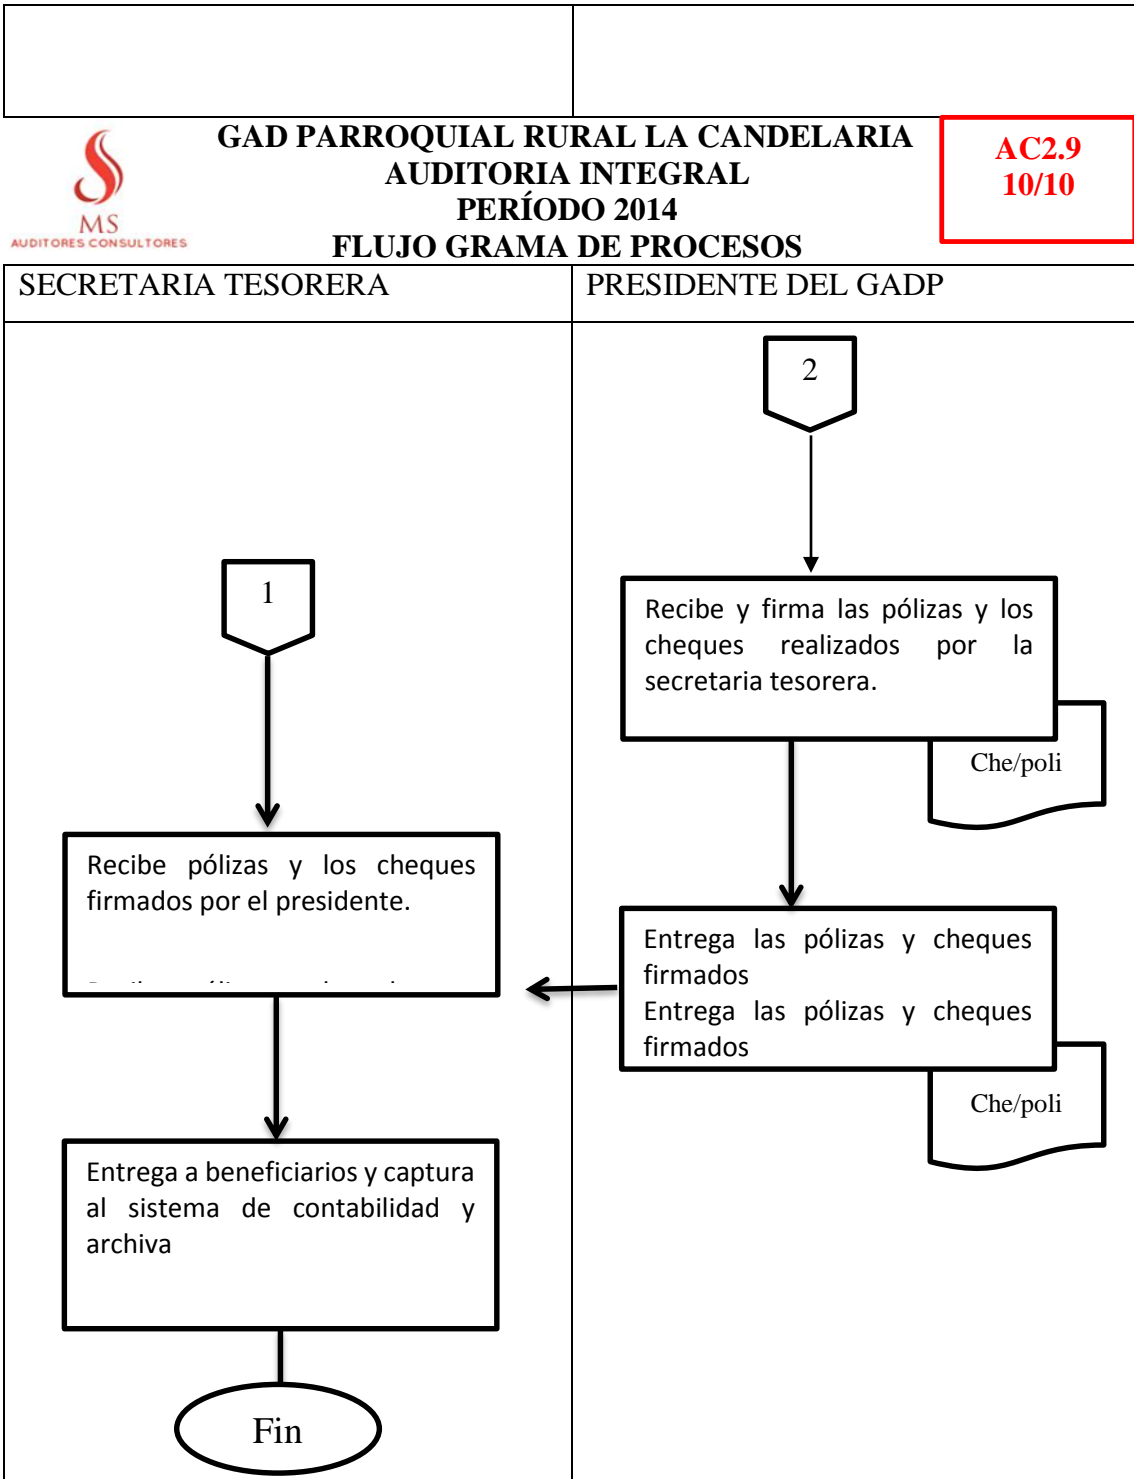 GAD PARROQUIAL RURAL LA CANDELARIA
AUDITORIA INTEGRAL
PERÍODO 2014
FLUJO GRAMA DE PROCESOS
MS
AUDITORES CONSULTORES
AC2.9
10/10
SECRETARIA TESORERA
PRESIDENTE DEL GADP
2
Recibe y firma las pólizas y los
cheques realizados por la
secretaria tesorera.
Che/poli
1
Recibe pólizas y los cheques
firmados por el presidente.
Entrega las pólizas y cheques
firmados
Entrega las pólizas y cheques
firmados
Che/poli
Entrega a beneficiarios y captura
al sistema de contabilidad y
archiva
Fin